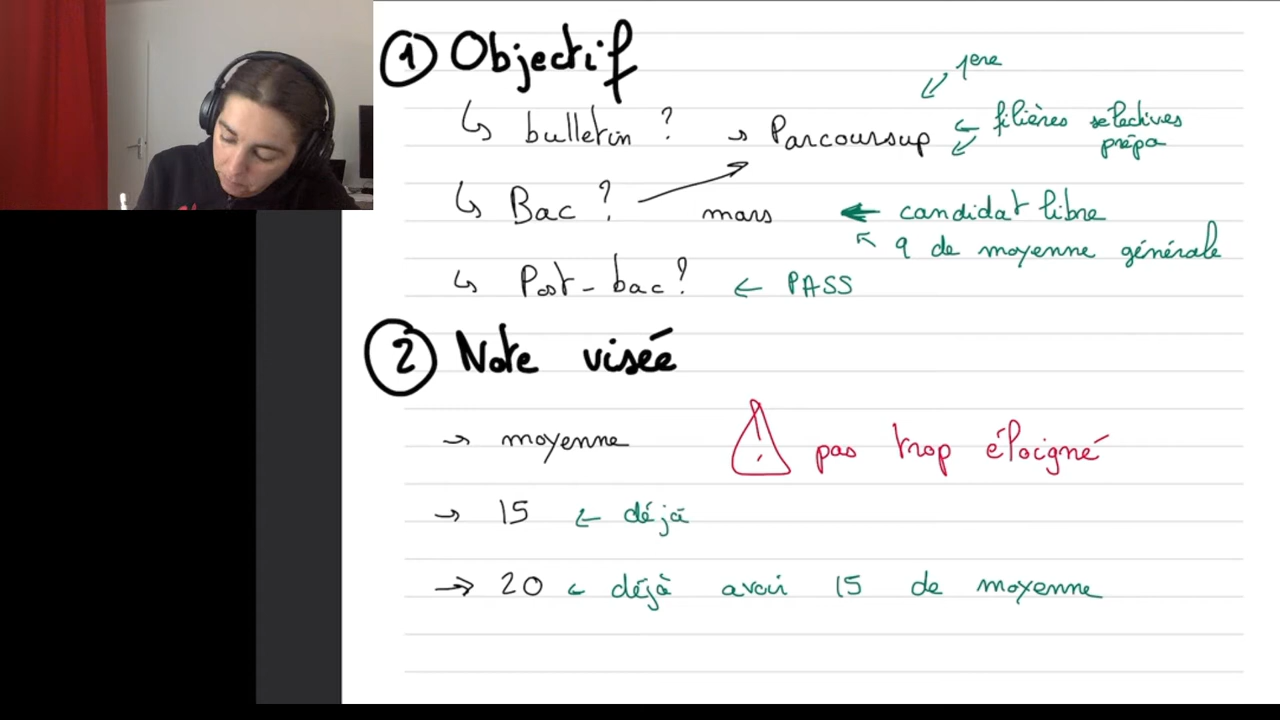 ① Objectif
↳ bulletin ? → Parcoursup ↙ 1ere
← filières sélectives
↙ prépa
↳ Bac ? mars ← candidat libre
↖ 9 de moyenne générale
↳ Post-bac ? ← PASS
② Note visée
→ moyenne ⚠ pas trop éloigné
→ 15 ← déjà
→ 20 ← déjà avoir 15 de moyenne